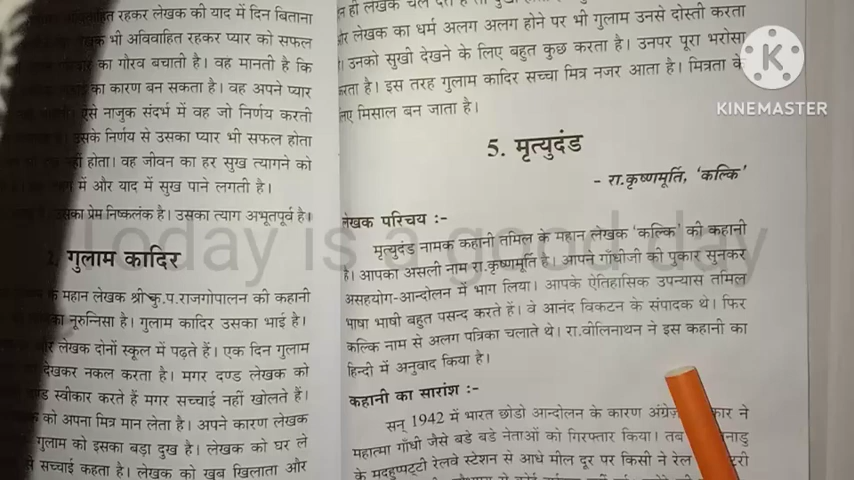 रहकर लेखक की याद में दिन बिताना
भी अविवाहित रहकर प्यार को सफल
का गौरव बचाती है। वह मानती है कि
का कारण बन सकता है। वह अपने प्यार
ऐसे नाजुक संदर्भ में वह जो निर्णय करती
उसके निर्णय से उसका प्यार भी सफल होता
नहीं होता। वह जीवन का हर सुख त्यागने को
में और याद में सुख पाने लगती है।
उसका प्रेम निष्कलंक है। उसका त्याग अभूतपूर्व है।
गुलाम कादिर
के महान लेखक श्री कु.प.राजगोपालन की कहानी
नूरुन्निसा है। गुलाम कादिर उसका भाई है।
और लेखक दोनों स्कूल में पढ़ते हैं। एक दिन गुलाम
देखकर नकल करता है। मगर दण्ड लेखक को
स्वीकार करते हैं मगर सच्चाई नहीं खोलते हैं।
को अपना मित्र मान लेता है। अपने कारण लेखक
गुलाम को इसका बड़ा दुख है। लेखक को घर ले
सच्चाई कहता है। लेखक को खूब खिलाता और
ही लेखक चल
लेखक का धर्म अलग अलग होने पर भी गुलाम उनसे दोस्ती करता
उनको सुखी देखने के लिए बहुत कुछ करता है। उनपर पूरा भरोसा
है। इस तरह गुलाम कादिर सच्चा मित्र नजर आता है। मित्रता के
मिसाल बन जाता है।
KINEMASTER
5. मृत्युदंड
- रा.कृष्णमूर्ति, 'कल्कि'
लेखक परिचय :-
मृत्युदंड नामक कहानी तमिल के महान लेखक 'कल्कि' की कहानी
है। आपका असली नाम रा.कृष्णमूर्ति है। आपने गाँधीजी की पुकार सुनकर
असहयोग-आन्दोलन में भाग लिया। आपके ऐतिहासिक उपन्यास तमिल
भाषा भाषी बहुत पसन्द करते हैं। वे आनंद विकटन के संपादक थे। फिर
कल्कि नाम से अलग पत्रिका चलाते थे। रा.वीलिनाथन ने इस कहानी का
हिन्दी में अनुवाद किया है।
कहानी का सारांश :-
सन् 1942 में भारत छोडो आन्दोलन के कारण ने
महात्मा गाँधी जैसे बडे बडे नेताओं को गिरफ्तार किया। तब
के मदहुप्पट्टी रेलवे स्टेशन से आधे मील दूर पर किसी ने रेल
Today is a good day